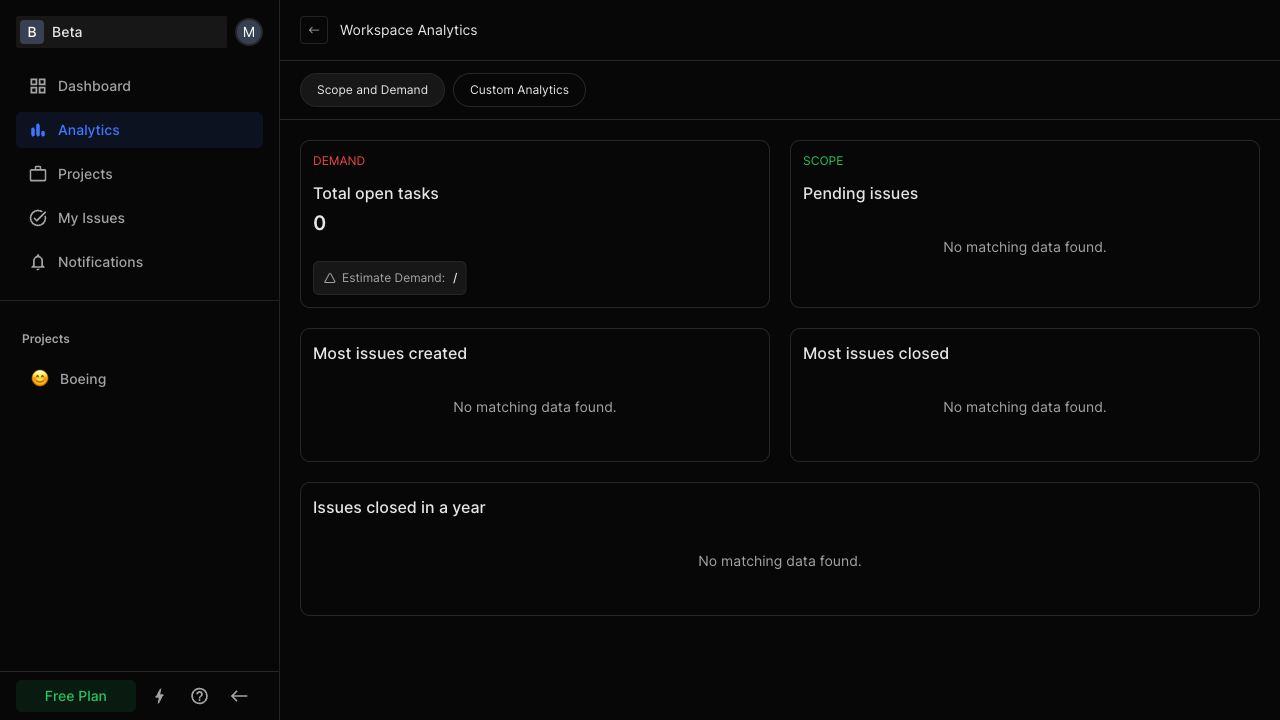 B Beta M
Dashboard
Analytics
Projects
My Issues
Notifications
Projects
Boeing
Free Plan
Workspace Analytics
Scope and Demand
Custom Analytics
DEMAND
Total open tasks
0
Estimate Demand: /
SCOPE
Pending issues
No matching data found.
Most issues created
No matching data found.
Most issues closed
No matching data found.
Issues closed in a year
No matching data found.